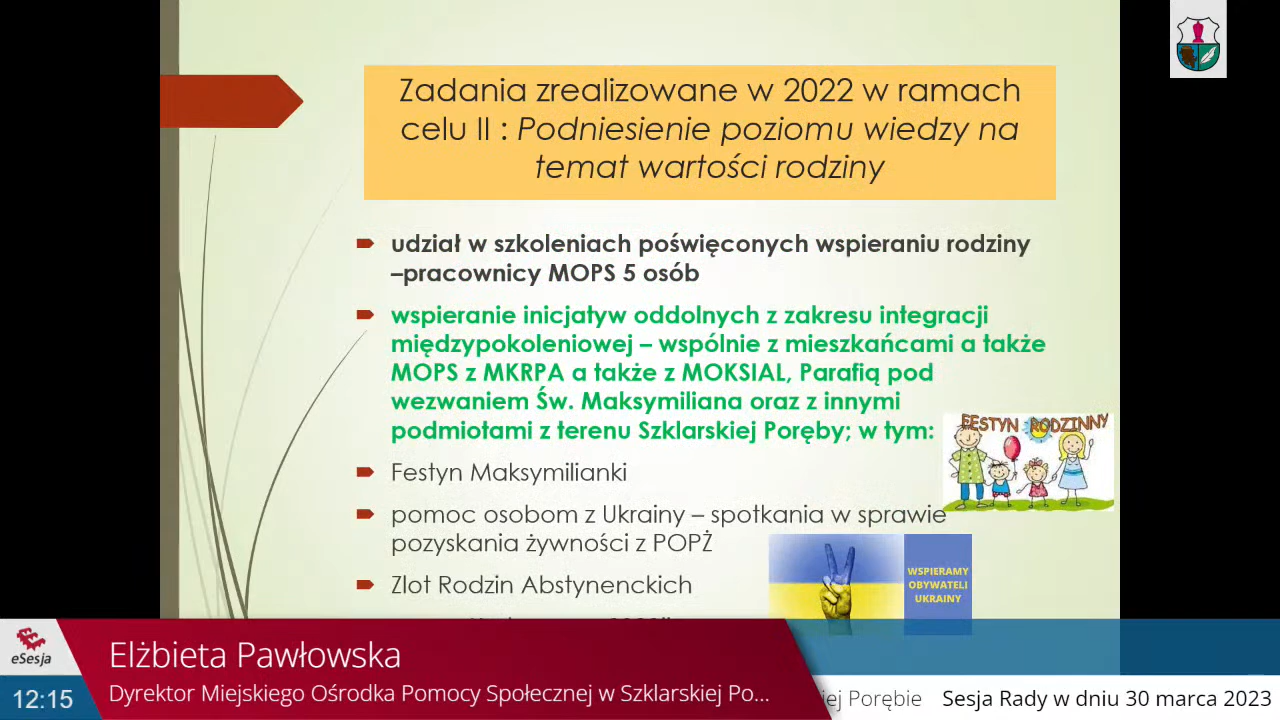 Zadania zrealizowane w 2022 w ramach
celu II : Podniesienie poziomu wiedzy na
temat wartości rodziny
udział w szkoleniach poświęconych wspieraniu rodziny
–pracownicy MOPS 5 osób
wspieranie inicjatyw oddolnych z zakresu integracji
międzypokoleniowej – wspólnie z mieszkańcami a także
MOPS z MKRPA a także z MOKSIAL, Parafią pod
wezwaniem Św. Maksymiliana oraz z innymi
podmiotami z terenu Szklarskiej Poręby; w tym:
FESTYN RODZINNY
Festyn Maksymilianki
pomoc osobom z Ukrainy – spotkania w sprawie
pozyskania żywności z POPŻ
WSPIERAMY
OBYWATELI
UKRAINY
Zlot Rodzin Abstynenckich
eSesja
Elżbieta Pawłowska
Dyrektor Miejskiego Ośrodka Pomocy Społecznej w Szklarskiej Po...
12:15
ej Porębie Sesja Rady w dniu 30 marca 2023